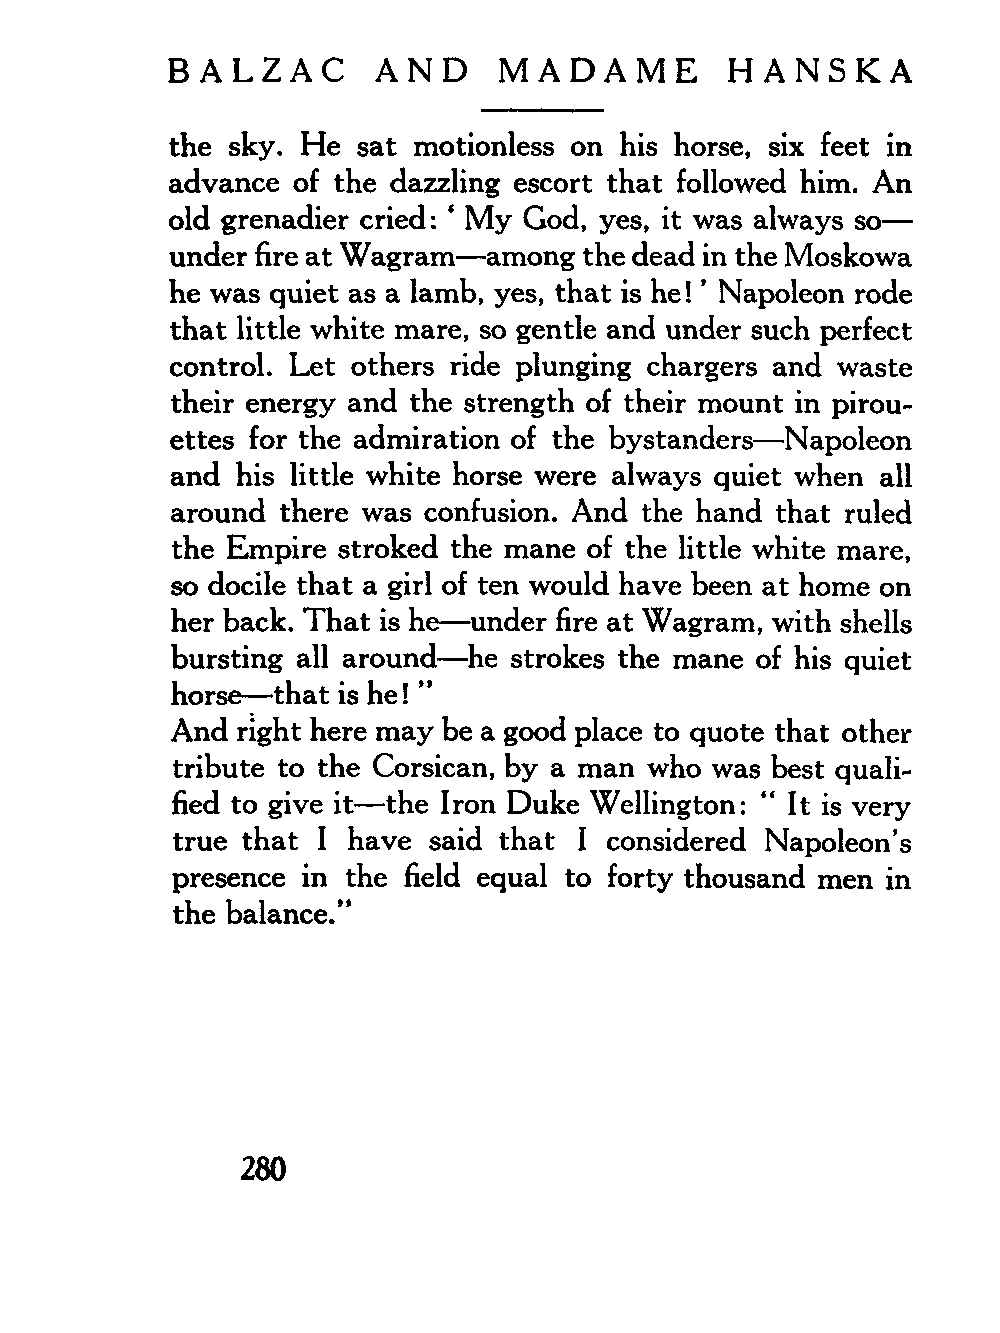 BALZAC AND MADAME HANSKA
the sky. He sat motionless on his horse, six feet in
advance of the dazzling escort that followed him. An
old grenadier cried: ‘ My God, yes, it was always so—
under fire at Wagram—among the dead in the Moskowa
he was quiet as a lamb, yes, that is he! ’ Napoleon rode
that little white mare, so gentle and under such perfect
control. Let others ride plunging chargers and waste
their energy and the strength of their mount in pirou-
ettes for the admiration of the bystanders—Napoleon
and his little white horse were always quiet when all
around there was confusion. And the hand that ruled
the Empire stroked the mane of the little white mare,
so docile that a girl of ten would have been at home on
her back. That is he—under fire at Wagram, with shells
bursting all around—he strokes the mane of his quiet
horse—that is he! ”
And right here may be a good place to quote that other
tribute to the Corsican, by a man who was best quali-
fied to give it—the Iron Duke Wellington: “ It is very
true that I have said that I considered Napoleon's
presence in the field equal to forty thousand men in
the balance.”
280